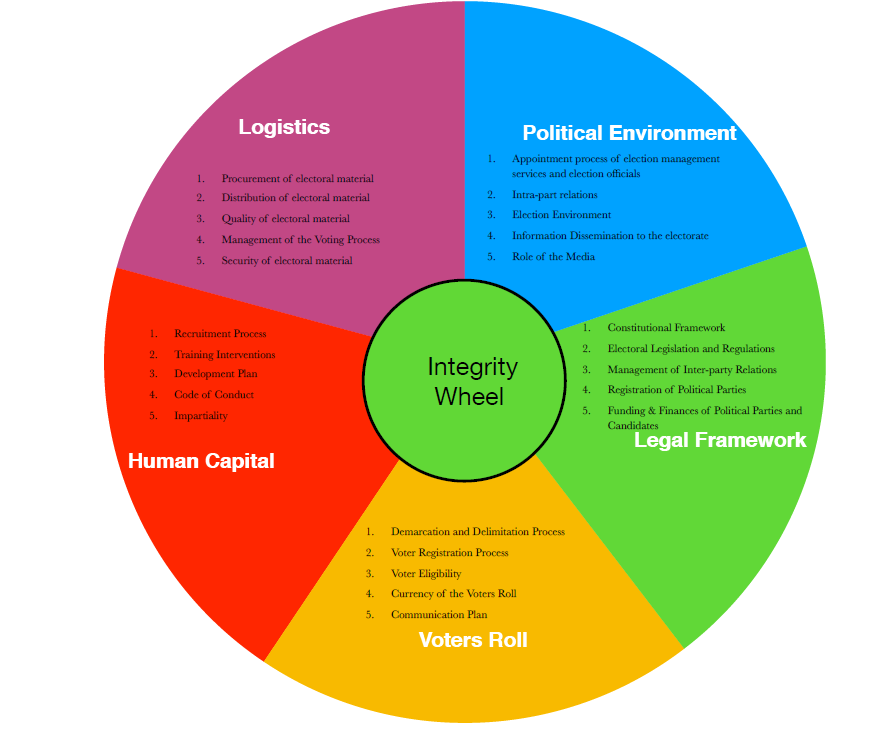 Logistics
1. Procurement of electoral material
2. Distribution of electoral material
3. Quality of electoral material
4. Management of the Voting Process
5. Security of electoral material
Political Environment
1. Appointment process of election management
services and election officials
2. Intra-part relations
3. Election Environment
4. Information Dissemination to the electorate
5. Role of the Media
1. Constitutional Framework
2. Electoral Legislation and Regulations
3. Management of Inter-party Relations
4. Registration of Political Parties
5. Funding & Finances of Political Parties and
Candidates
Legal Framework
1. Recruitment Process
2. Training Interventions
3. Development Plan
4. Code of Conduct
5. Impartiality
Human Capital
Integrity
Wheel
1. Demarcation and Delimitation Process
2. Voter Registration Process
3. Voter Eligibility
4. Currency of the Voters Roll
5. Communication Plan
Voters Roll